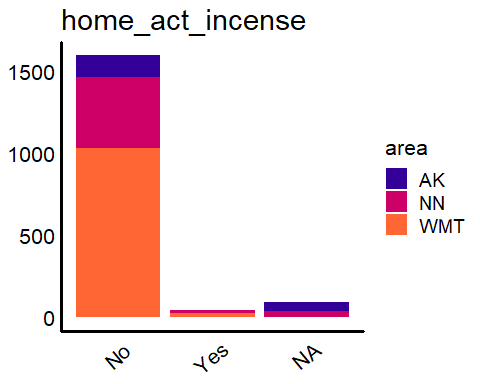 home_act_incense
1500
1000
500
0
No
Yes
NA
area
AK
NN
WMT